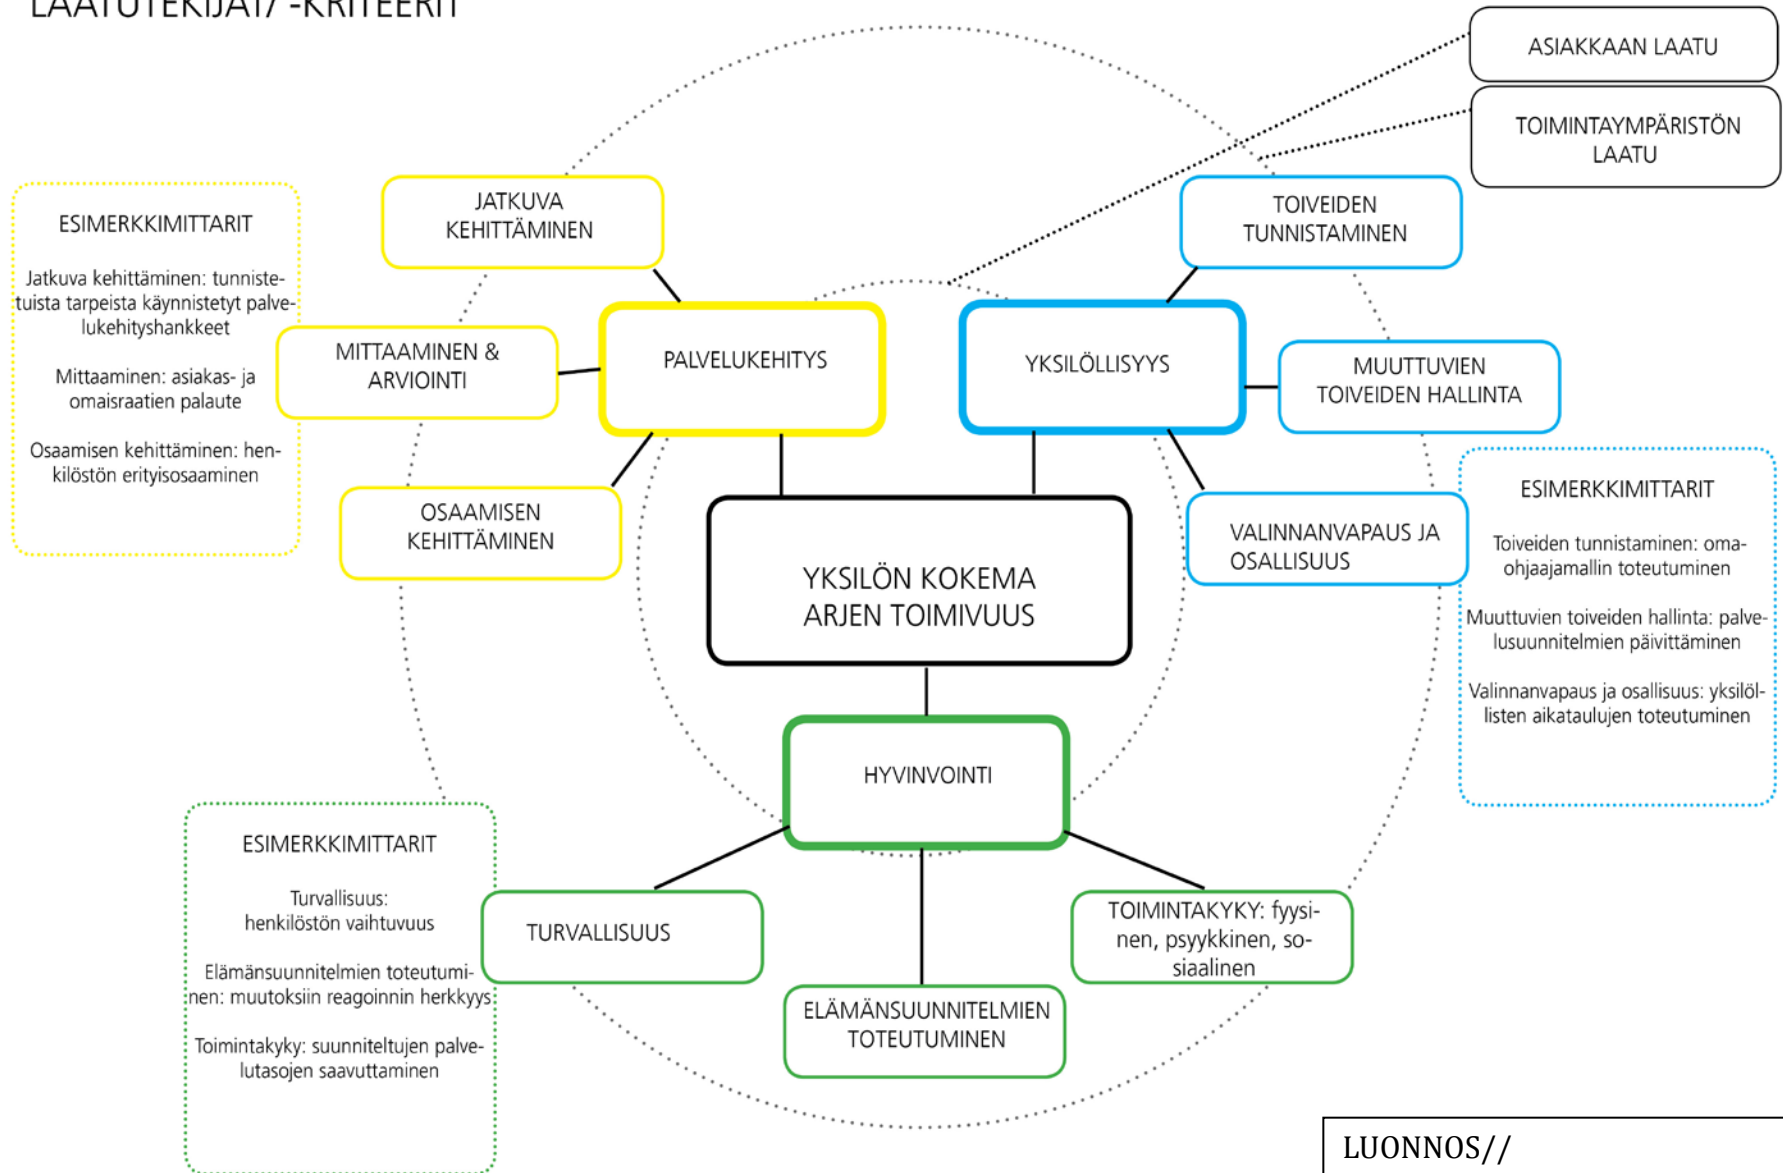 LAATUTEKIJÄT/ -KRITEERIT
ASIAKKAAN LAATU
TOIMINTAYMPÄRISTÖN
LAATU
JATKUVA
KEHITTÄMINEN
TOIVEIDEN
TUNNISTAMINEN
ESIMERKKIMITTARIT
Jatkuva kehittäminen: tunniste-
tuista tarpeista käynnistetyt palve-
lukehityshankkeet
Mittaaminen: asiakas- ja
omaisraatien palaute
Osaamisen kehittäminen: hen-
kilöstön erityisosaaminen
MITTAAMINEN &
ARVIOINTI
PALVELUKEHITYS
YKSILÖLLISYYS
MUUTTUVIEN
TOIVEIDEN HALLINTA
OSAAMISEN
KEHITTÄMINEN
VALINNANVAPAUS JA
OSALLISUUS
YKSILÖN KOKEMA
ARJEN TOIMIVUUS
ESIMERKKIMITTARIT
Toiveiden tunnistaminen: oma-
ohjaajamallin toteutuminen
Muuttuvien toiveiden hallinta: palve-
lusuunnitelmien päivittäminen
Valinnanvapaus ja osallisuus: yksilöl-
listen aikataulujen toteutuminen
HYVINVOINTI
ESIMERKKIMITTARIT
Turvallisuus:
henkilöstön vaihtuvuus
Elämänsuunnitelmien toteutumi-
nen: muutoksiin reagoinnin herkkyys
Toimintakyky: suunniteltujen palve-
lutasojen saavuttaminen
TURVALLISUUS
ELÄMÄNSUUNNITELMIEN
TOTEUTUMINEN
TOIMINTAKYKY: fyysi-
nen, psyykkinen, so-
siaalinen
LUONNOS//